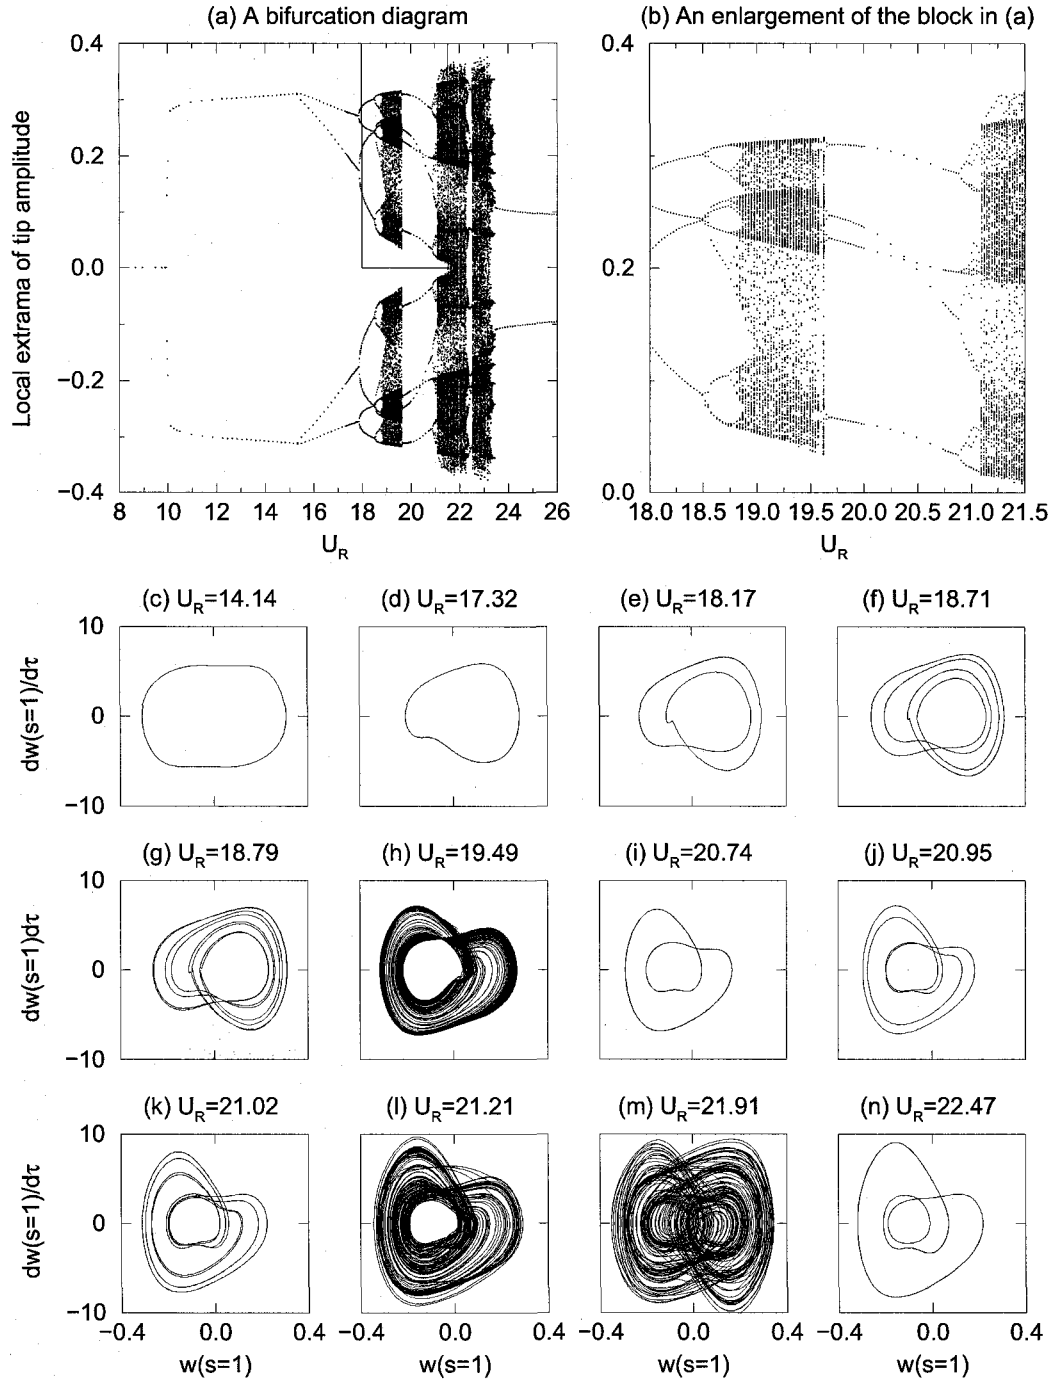 (a) A bifurcation diagram
(b) An enlargement of the block in (a)
Local extrama of tip amplitude
0.4
0.2
0.0
−0.2
−0.4
8 10 12 14 16 18 20 22 24 26
U_R
0.4
0.2
0.0
18.0 18.5 19.0 19.5 20.0 20.5 21.0 21.5
U_R
(c) U_R=14.14
(d) U_R=17.32
(e) U_R=18.17
(f) U_R=18.71
dw(s=1)/dτ
10
0
−10
(g) U_R=18.79
(h) U_R=19.49
(i) U_R=20.74
(j) U_R=20.95
dw(s=1)dτ
10
0
−10
(k) U_R=21.02
(l) U_R=21.21
(m) U_R=21.91
(n) U_R=22.47
dw(s=1)/dτ
10
0
−10
−0.4 0.0 0.4
−0.4 0.0 0.4
−0.4 0.0 0.4
−0.4 0.0 0.4
w(s=1)
w(s=1)
w(s=1)
w(s=1)